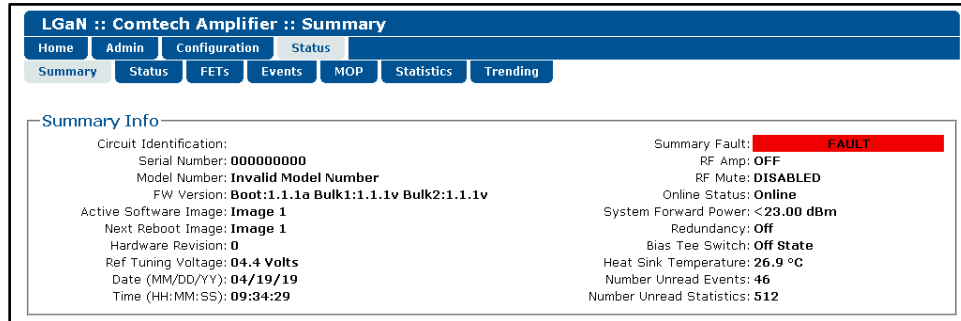 LGaN :: Comtech Amplifier :: Summary
Home Admin Configuration Status
Summary Status FETs Events MOP Statistics Trending
Summary Info
Circuit Identification:
Serial Number: 000000000
Model Number: Invalid Model Number
FW Version: Boot:1.1.1a Bulk1:1.1.1v Bulk2:1.1.1v
Active Software Image: Image 1
Next Reboot Image: Image 1
Hardware Revision: 0
Ref Tuning Voltage: 04.4 Volts
Date (MM/DD/YY): 04/19/19
Time (HH:MM:SS): 09:34:29
Summary Fault: FAULT
RF Amp: OFF
RF Mute: DISABLED
Online Status: Online
System Forward Power: <23.00 dBm
Redundancy: Off
Bias Tee Switch: Off State
Heat Sink Temperature: 26.9 °C
Number Unread Events: 46
Number Unread Statistics: 512